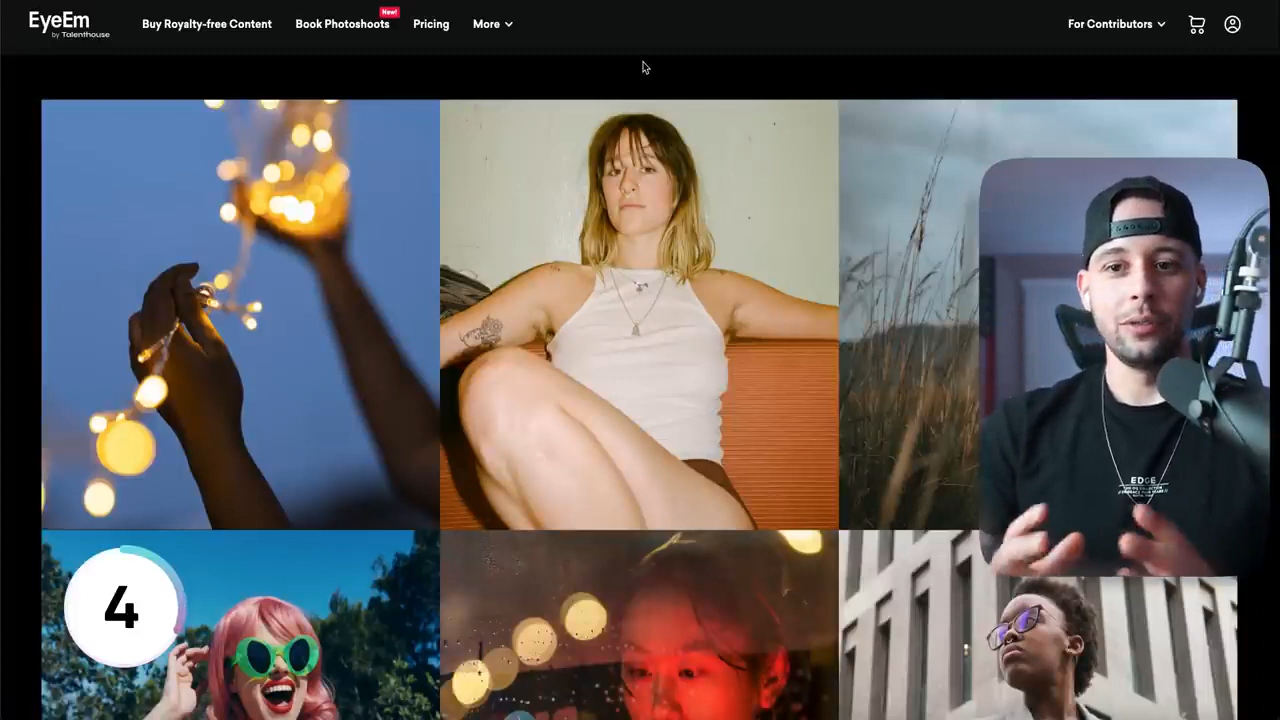 EyeEm
by Talenthouse
Buy Royalty-free Content
Book Photoshoots
New!
Pricing
More
For Contributors
4
EDGE